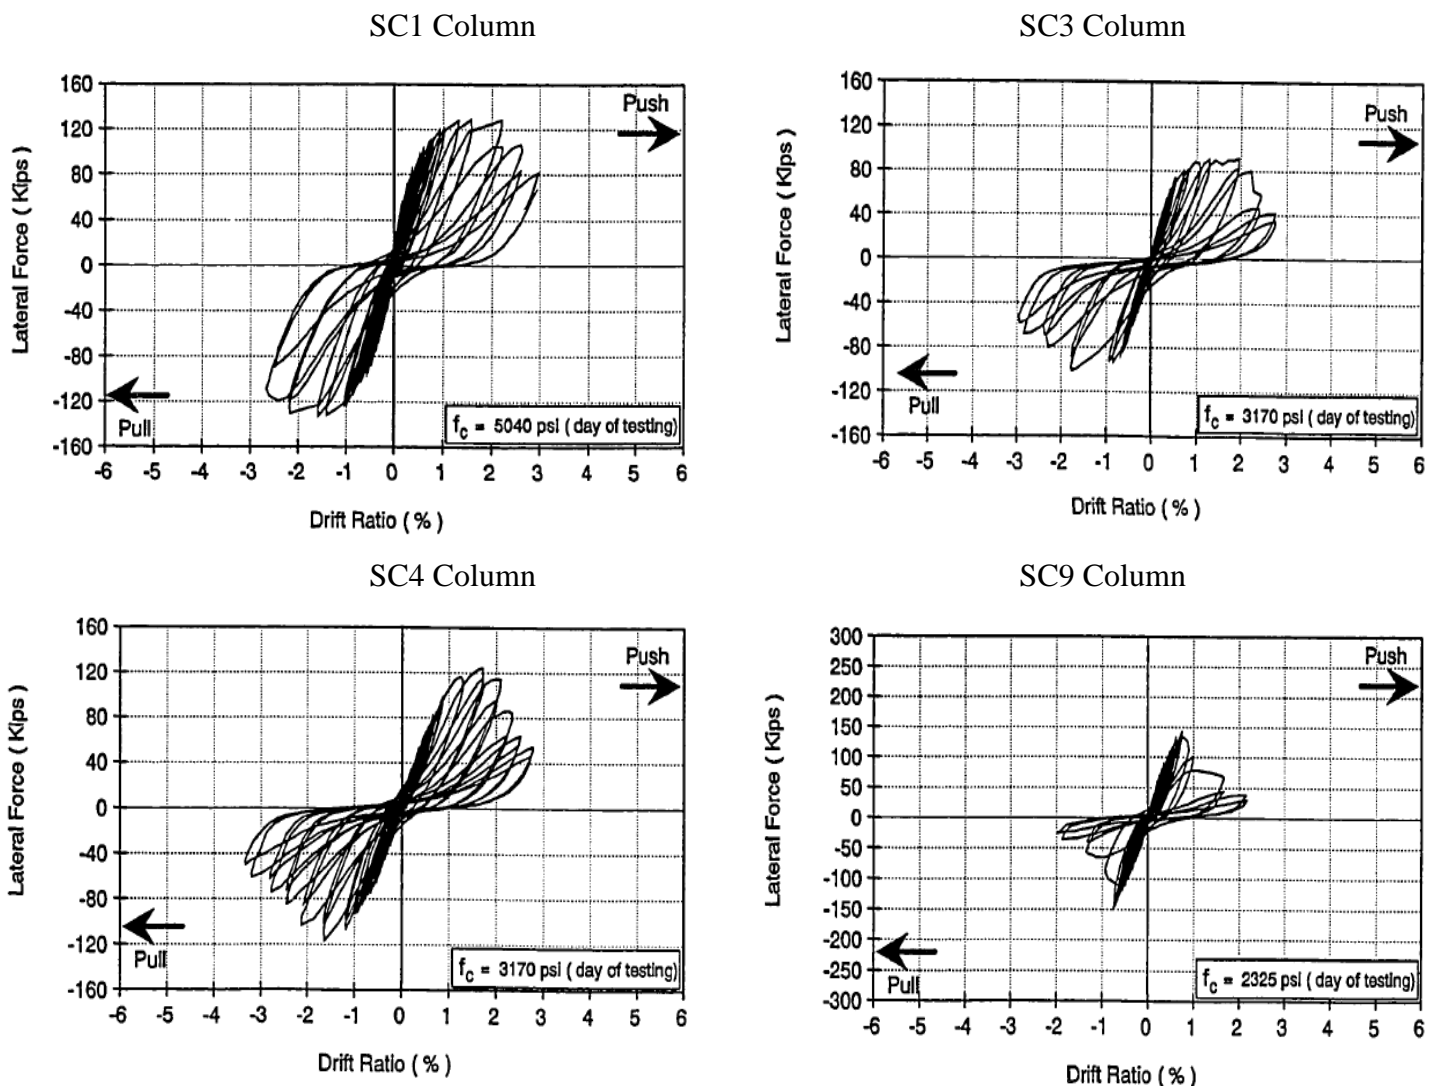 SC1 Column
160
120
80
40
0
-40
-80
-120
-160
Lateral Force ( Kips )
Push
Pull
f_c = 5040 psi ( day of testing)
-6 -5 -4 -3 -2 -1 0 1 2 3 4 5 6
Drift Ratio ( % )
SC3 Column
160
120
80
40
0
-40
-80
-120
-160
Lateral Force ( Kips )
Push
Pull
f_c = 3170 psi ( day of testing)
-6 -5 -4 -3 -2 -1 0 1 2 3 4 5 6
Drift Ratio ( % )
SC4 Column
160
120
80
40
0
-40
-80
-120
-160
Lateral Force ( Kips )
Push
Pull
f_c = 3170 psi ( day of testing)
-6 -5 -4 -3 -2 -1 0 1 2 3 4 5 6
Drift Ratio ( % )
SC9 Column
300
250
200
150
100
50
0
-50
-100
-150
-200
-250
-300
Lateral Force ( Kips )
Push
Pull
f_c = 2325 psi ( day of testing)
-6 -5 -4 -3 -2 -1 0 1 2 3 4 5 6
Drift Ratio ( % )